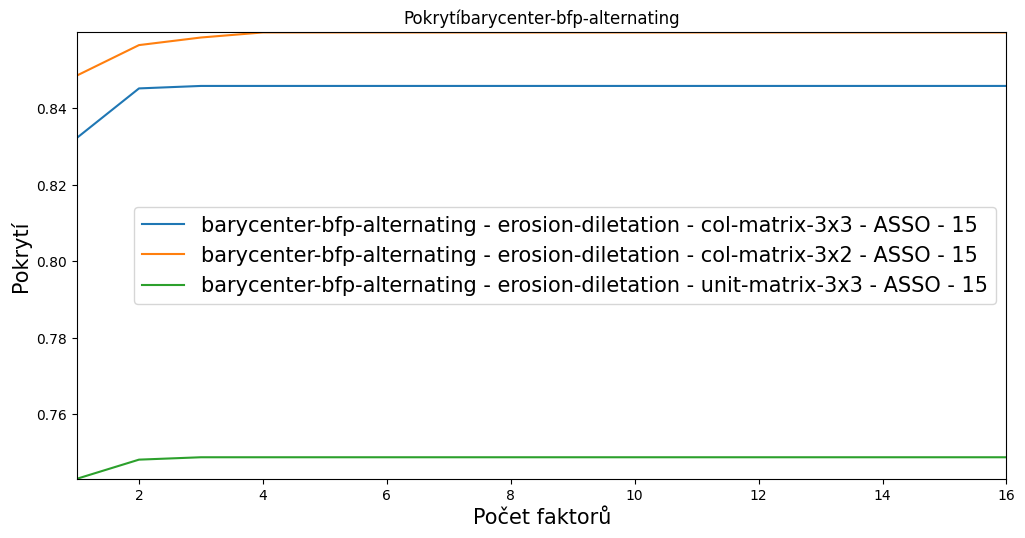 Pokrytíbarycenter-bfp-alternating
0.84
0.82
0.80
0.78
0.76
Pokrytí
barycenter-bfp-alternating - erosion-diletation - col-matrix-3x3 - ASSO - 15
barycenter-bfp-alternating - erosion-diletation - col-matrix-3x2 - ASSO - 15
barycenter-bfp-alternating - erosion-diletation - unit-matrix-3x3 - ASSO - 15
2 4 6 8 10 12 14 16
Počet faktorů